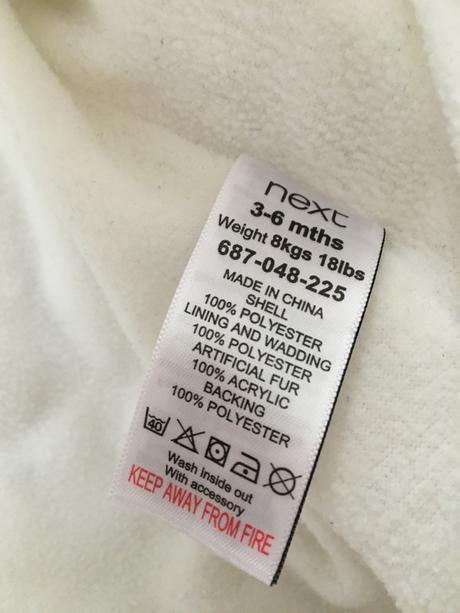 next
3-6 mths
Weight 8kgs 18lbs
687-048-225
MADE IN CHINA
SHELL
100% POLYESTER
LINING AND WADDING
100% POLYESTER
ARTIFICIAL FUR
100% ACRYLIC
BACKING
100% POLYESTER
40
Wash inside out
With accessory
KEEP AWAY FROM FIRE